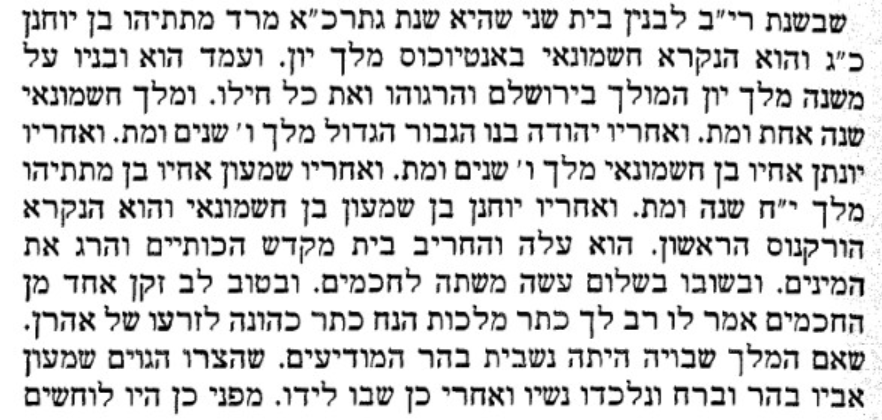 שבשנת רי״ב לבנין בית שני שהיא שנת גתרכ״א מרד מתתיהו בן יוחנן
כ״ג והוא הנקרא חשמונאי באנטיוכוס מלך יון. ועמד הוא ובניו על
משנה מלך יון המולך בירושלם והרגוהו ואת כל חילו. ומלך חשמונאי
שנה אחת ומת. ואחריו יהודה בנו הגבור הגדול מלך ו׳ שנים ומת. ואחריו
יונתן אחיו בן חשמונאי מלך ו׳ שנים ומת. ואחריו שמעון אחיו בן מתתיהו
מלך י״ח שנה ומת. ואחריו יוחנן בן שמעון בן חשמונאי והוא הנקרא
הורקנוס הראשון. הוא עלה והחריב בית מקדש הכותיים והרג את
המינים. ובשובו בשלום עשה משתה לחכמים. ובטוב לב זקן אחד מן
החכמים אמר לו רב לך כתר מלכות הנח כתר כהונה לזרעו של אהרן.
שאם המלך שבויה היתה נשבית בהר המודיעים. שהצרו הגוים שמעון
אביו בהר וברח ונלכדו נשיו ואחרי כן שבו לידו. מפני כן היו לוחשים